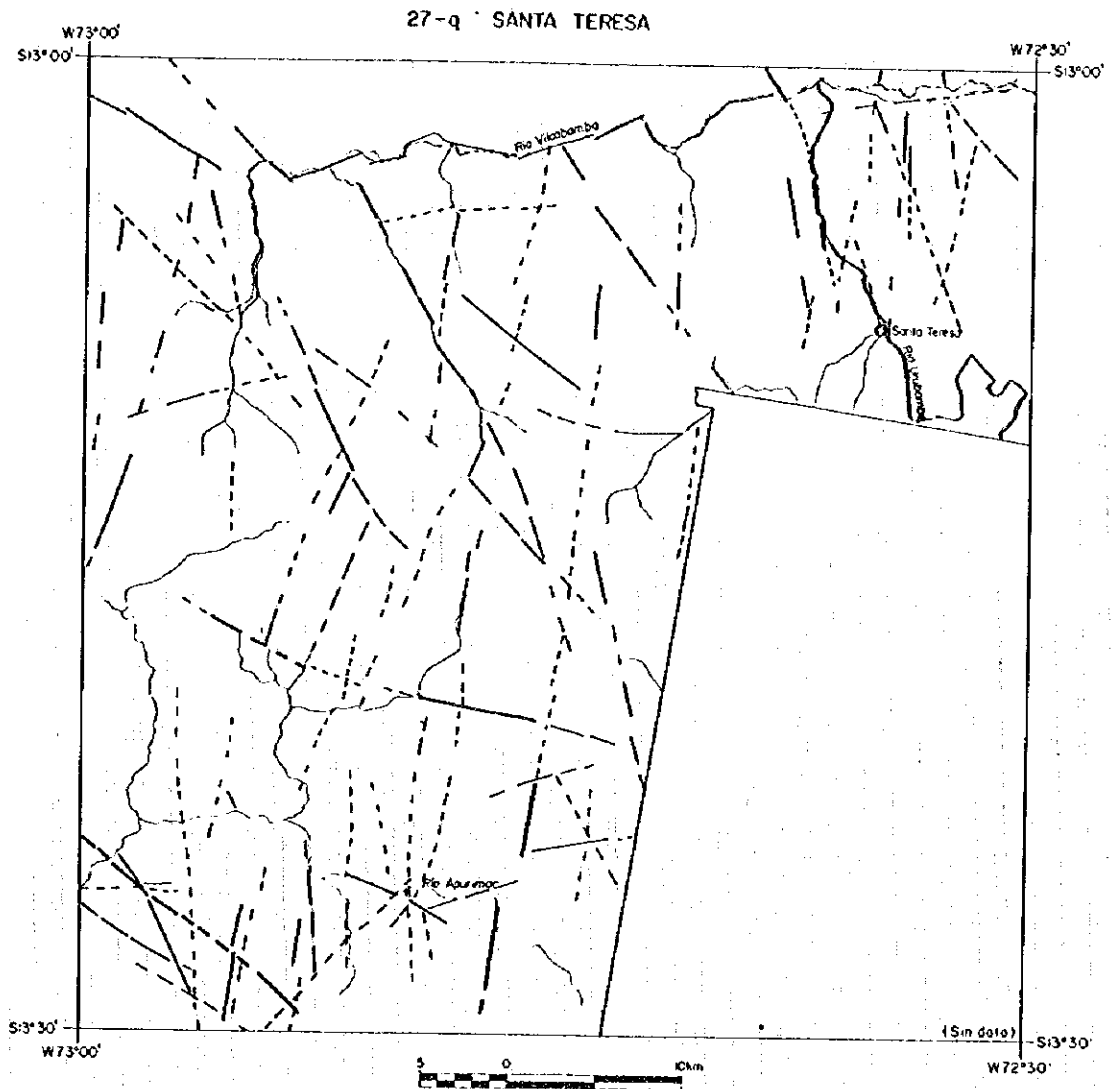 27-q SANTA TERESA
W73°00'
W72°30'
S13°00'
S13°00'
Rio Vilcabamba
Santa Teresa
Rio Urubamba
Rio Apurimac
S13°30'
(Sin dato)
S13°30'
W73°00'
W72°30'
5 0 10km